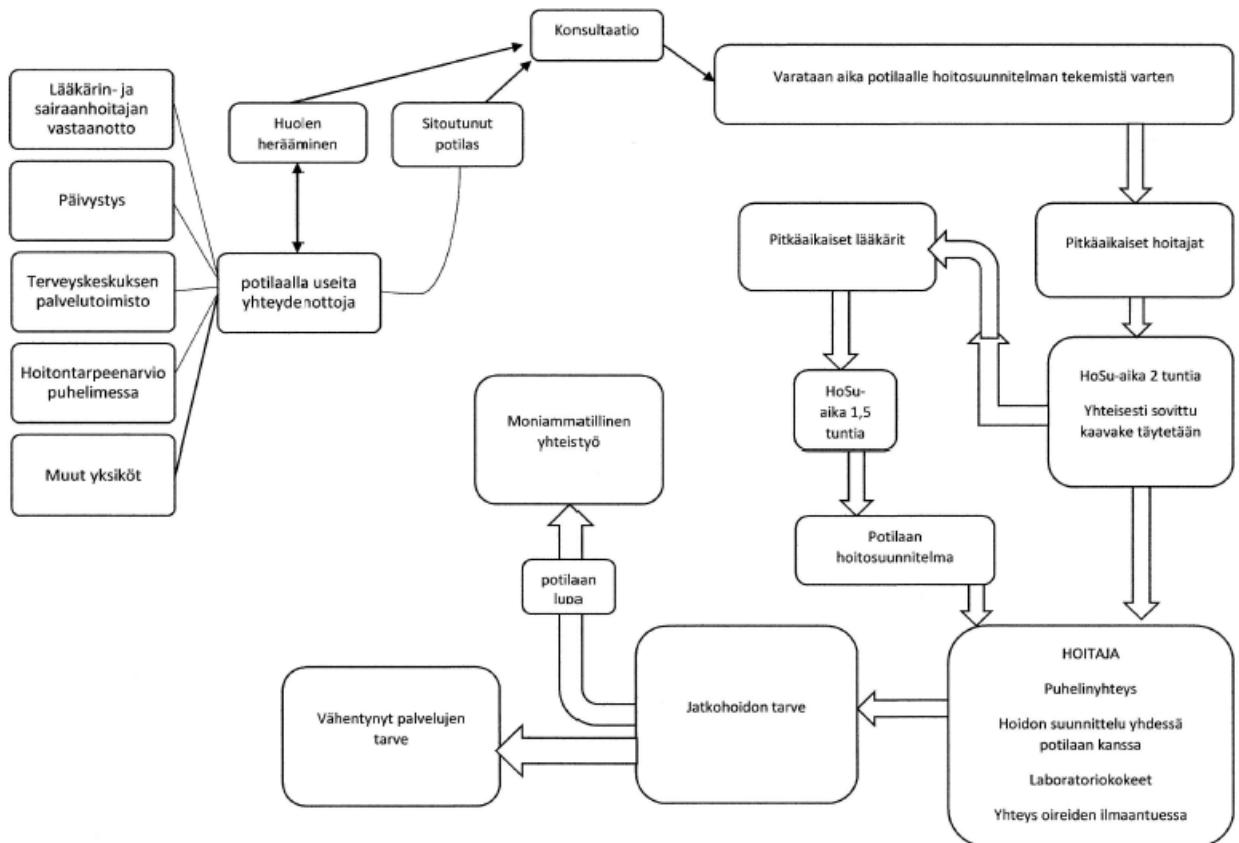 Konsultaatio
Varataan aika potilaalle hoitosuunnitelman tekemistä varten
Lääkärin- ja
sairaanhoitajan
vastaanotto
Huolen
herääminen
Sitoutunut
potilas
Päivystys
Pitkäaikaiset lääkärit
Pitkäaikaiset hoitajat
Terveyskeskuksen
palvelutoimisto
potilaalla useita
yhteydenottoja
Hoitontarpeenarvio
puhelimessa
HoSu-
aika 1,5
tuntia
HoSu-aika 2 tuntia
Yhteisesti sovittu
kaavake täytetään
Moniammatillinen
yhteistyö
Muut yksiköt
Potilaan
hoitosuunnitelma
potilaan
lupa
HOITAJA
Puhelinyhteys
Hoidon suunnittelu yhdessä
potilaan kanssa
Laboratoriokokeet
Yhteys oireiden ilmaantuessa
Jatkohoidon tarve
Vähentynyt palvelujen
tarve